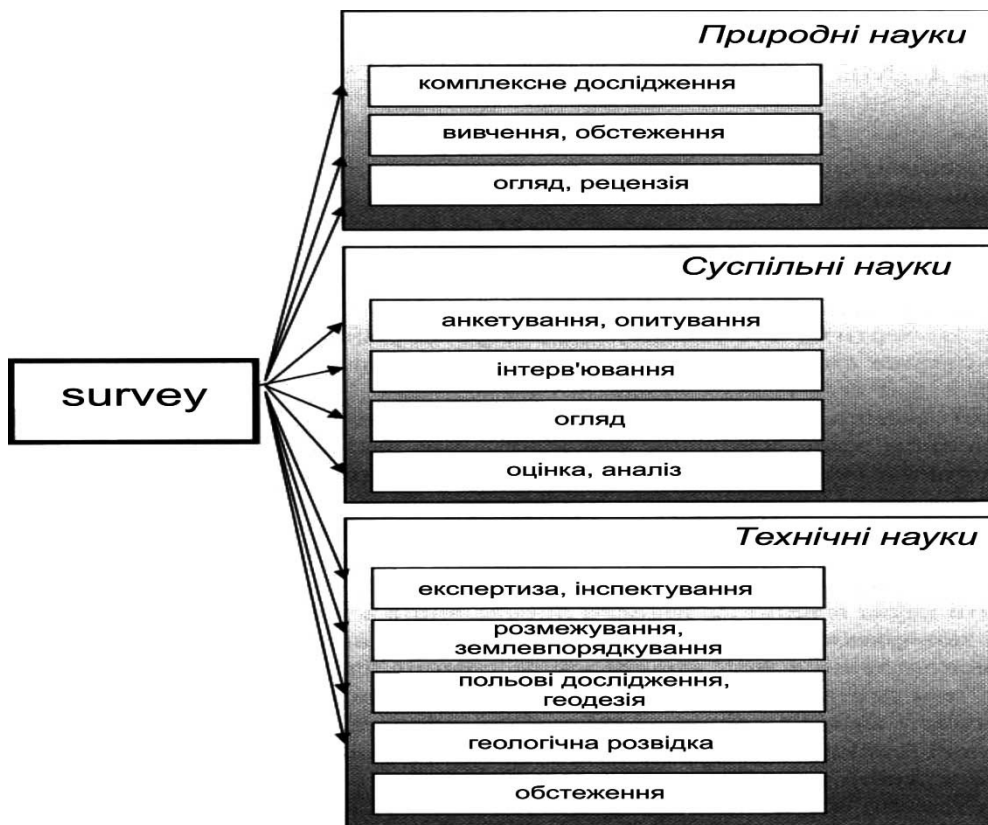 Природні науки
комплексне дослідження
вивчення, обстеження
огляд, рецензія
Суспільні науки
анкетування, опитування
інтерв'ювання
огляд
оцінка, аналіз
survey
Технічні науки
експертиза, інспектування
розмежування,
землевпорядкування
польові дослідження,
геодезія
геологічна розвідка
обстеження